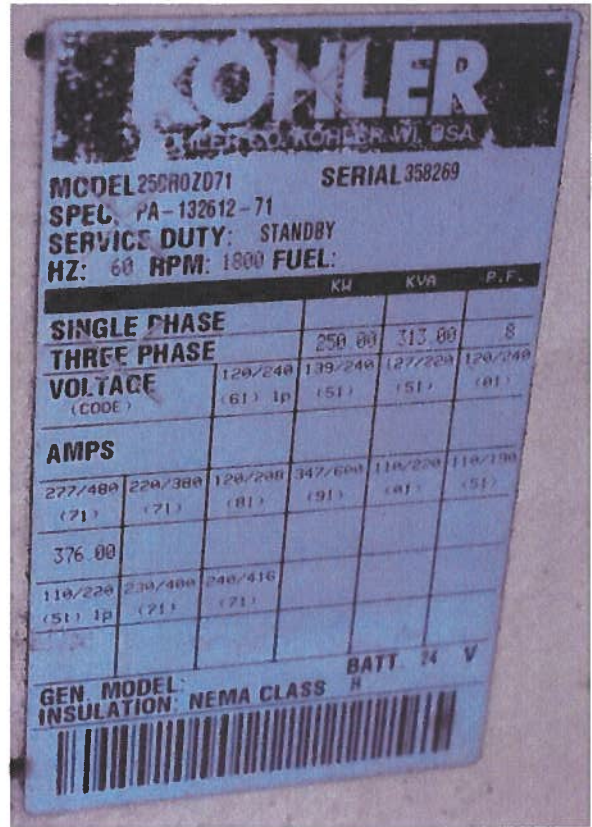 KOHLER
KOHLER CO. KOHLER, WI. USA
MODEL 250ROZD71 SERIAL 358269
SPEC. PA-132612-71
SERVICE DUTY: STANDBY
HZ: 60 RPM: 1800 FUEL:
KW KVA P.F.
SINGLE PHASE
THREE PHASE 250.00 313.00 8
VOLTAGE 120/240 139/240 127/220 120/240
(CODE) (61) 1p (51) (51) (01)
AMPS
277/480 220/380 120/208 347/600 110/220 110/190
(71) (71) (81) (91) (01) (51)
376.00
110/220 230/400 240/416
(51) 1p (71) (71)
BATT 24 V
GEN. MODEL:
INSULATION: NEMA CLASS H